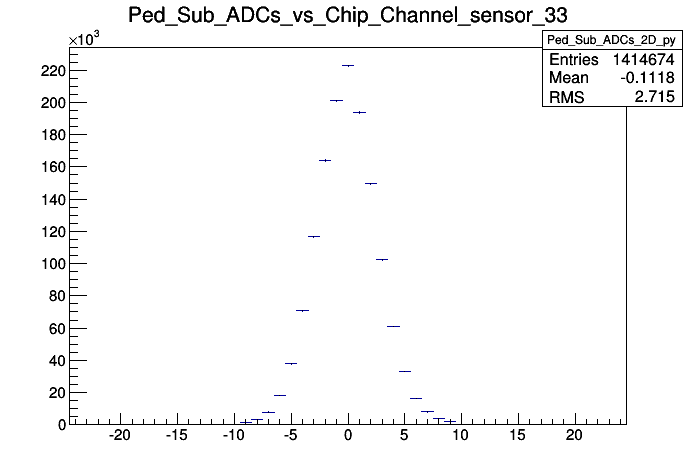 Ped_Sub_ADCs_vs_Chip_Channel_sensor_33
×10³
Ped_Sub_ADCs_2D_py
Entries 1414674
Mean -0.1118
RMS 2.715
220
200
180
160
140
120
100
80
60
40
20
0
-20 -15 -10 -5 0 5 10 15 20